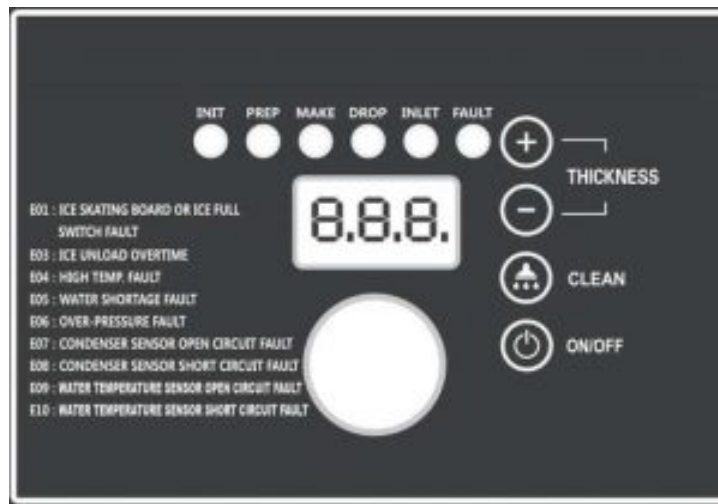 INIT PREP MAKE DROP INLET FAULT
THICKNESS
8.8.8.
E01 : ICE SKATING BOARD OR ICE FULL
SWITCH FAULT
E03 : ICE UNLOAD OVERTIME
E04 : HIGH TEMP. FAULT
E05 : WATER SHORTAGE FAULT
E06 : OVER-PRESSURE FAULT
E07 : CONDENSER SENSOR OPEN CIRCUIT FAULT
E08 : CONDENSER SENSOR SHORT CIRCUIT FAULT
E09 : WATER TEMPERATURE SENSOR OPEN CIRCUIT FAULT
E10 : WATER TEMPERATURE SENSOR SHORT CIRCUIT FAULT
CLEAN
ON/OFF